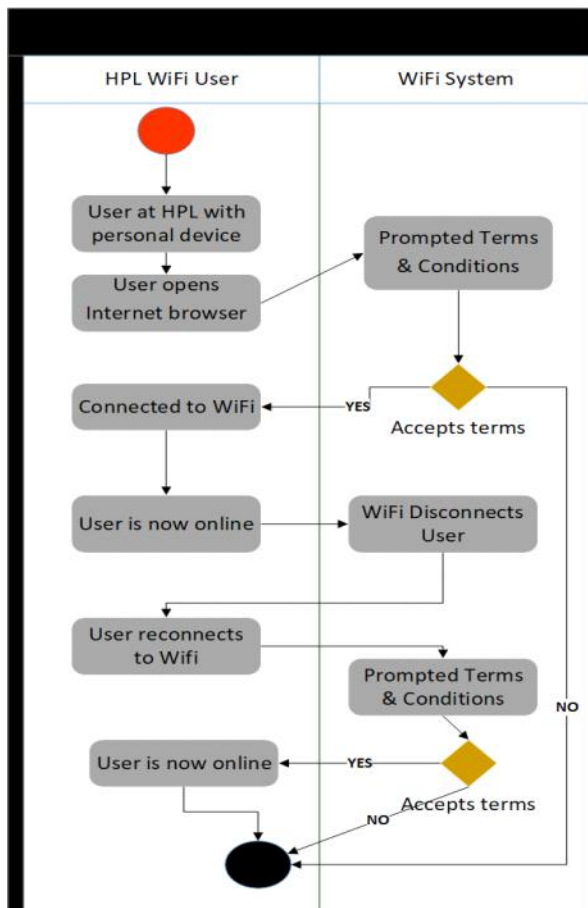 HPL WiFi User
WiFi System
User at HPL with
personal device
Prompted Terms
& Conditions
User opens
Internet browser
Connected to WiFi
YES
Accepts terms
User is now online
WiFi Disconnects
User
User reconnects
to Wifi
Prompted Terms
& Conditions
NO
User is now online
YES
Accepts terms
NO